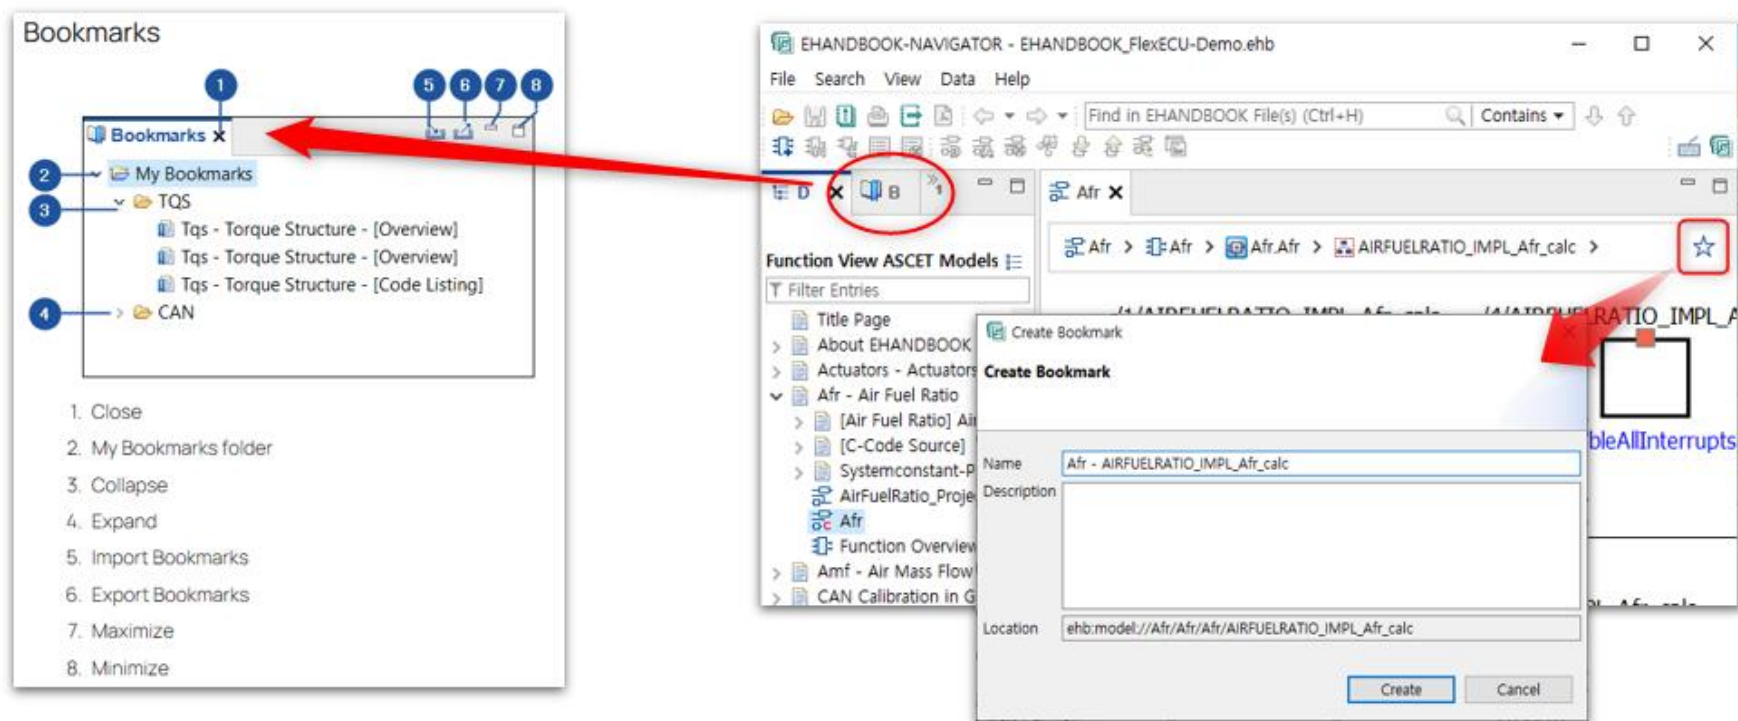 Bookmarks
1
5
6
7
8
Bookmarks
2
My Bookmarks
3
TQS
Tqs - Torque Structure - [Overview]
Tqs - Torque Structure - [Overview]
Tqs - Torque Structure - [Code Listing]
4
CAN
1. Close
2. My Bookmarks folder
3. Collapse
4. Expand
5. Import Bookmarks
6. Export Bookmarks
7. Maximize
8. Minimize
EHANDBOOK-NAVIGATOR - EHANDBOOK_FlexECU-Demo.ehb
File Search View Data Help
Find in EHANDBOOK File(s) (Ctrl+H)
Contains
D
B
»1
Afr
Afr > Afr > Afr.Afr > AIRFUELRATIO_IMPL_Afr_calc >
Function View ASCET Models
Filter Entries
Title Page
About EHANDBOOK
Actuators - Actuators
Afr - Air Fuel Ratio
[Air Fuel Ratio] Air
[C-Code Source]
Systemconstant-P
AirFuelRatio_Proje
Afr
Function Overview
Amf - Air Mass Flow
CAN Calibration in G
/1/AIRFUELRATIO_IMPL_Afr_calc
/4/AIRFUELRATIO_IMPL_A
bleAllInterrupts
Create Bookmark
Create Bookmark
Name
Afr - AIRFUELRATIO_IMPL_Afr_calc
Description
Location
ehb:model://Afr/Afr/Afr/AIRFUELRATIO_IMPL_Afr_calc
Create
Cancel